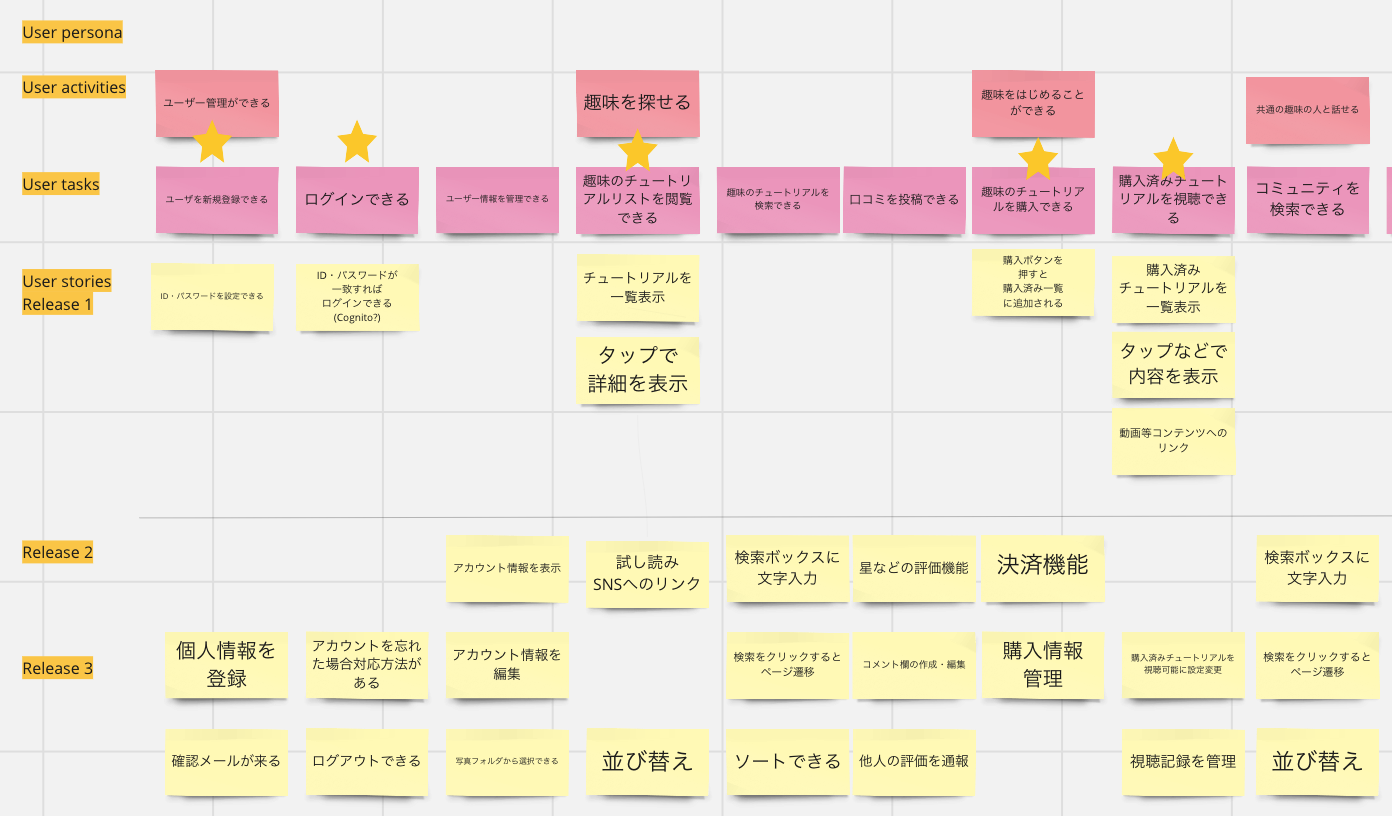 User persona
User activities
ユーザー管理ができる
趣味を探せる
趣味をはじめること
ができる
共通の趣味の人と話せる
User tasks
ユーザを新規登録できる
ログインできる
ユーザー情報を管理できる
趣味のチュートリ
アルリストを閲覧
できる
趣味のチュートリアルを
検索できる
口コミを投稿できる
趣味のチュートリア
ルを購入できる
購入済みチュート
リアルを視聴でき
る
コミュニティを
検索できる
User stories
Release 1
ID・パスワードを設定できる
ID・パスワードが
一致すれば
ログインできる
(Cognito?)
チュートリアルを
一覧表示
タップで
詳細を表示
購入ボタンを
押すと
購入済み一覧
に追加される
購入済み
チュートリアルを
一覧表示
タップなどで
内容を表示
動画等コンテンツへの
リンク
Release 2
アカウント情報を表示
試し読み
SNSへのリンク
検索ボックスに
文字入力
星などの評価機能
決済機能
検索ボックスに
文字入力
Release 3
個人情報を
登録
アカウントを忘れ
た場合対応方法が
ある
アカウント情報を
編集
検索をクリックすると
ページ遷移
コメント欄の作成・編集
購入情報
管理
購入済みチュートリアルを
視聴可能に設定変更
検索をクリックすると
ページ遷移
確認メールが来る
ログアウトできる
写真フォルダから選択できる
並び替え
ソートできる
他人の評価を通報
視聴記録を管理
並び替え